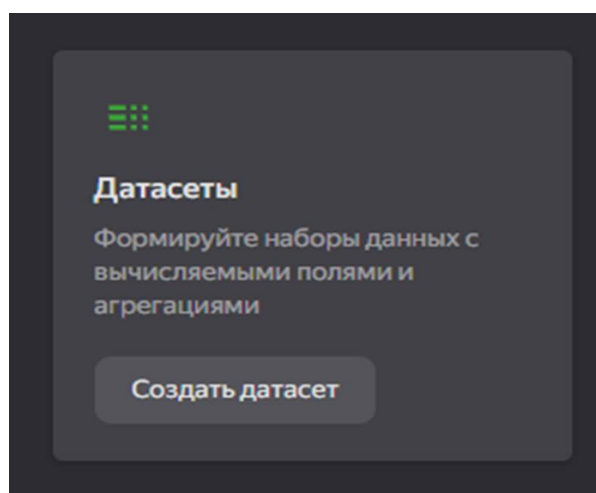 Датасеты
Формируйте наборы данных с
вычисляемыми полями и
агрегациями
Создать датасет